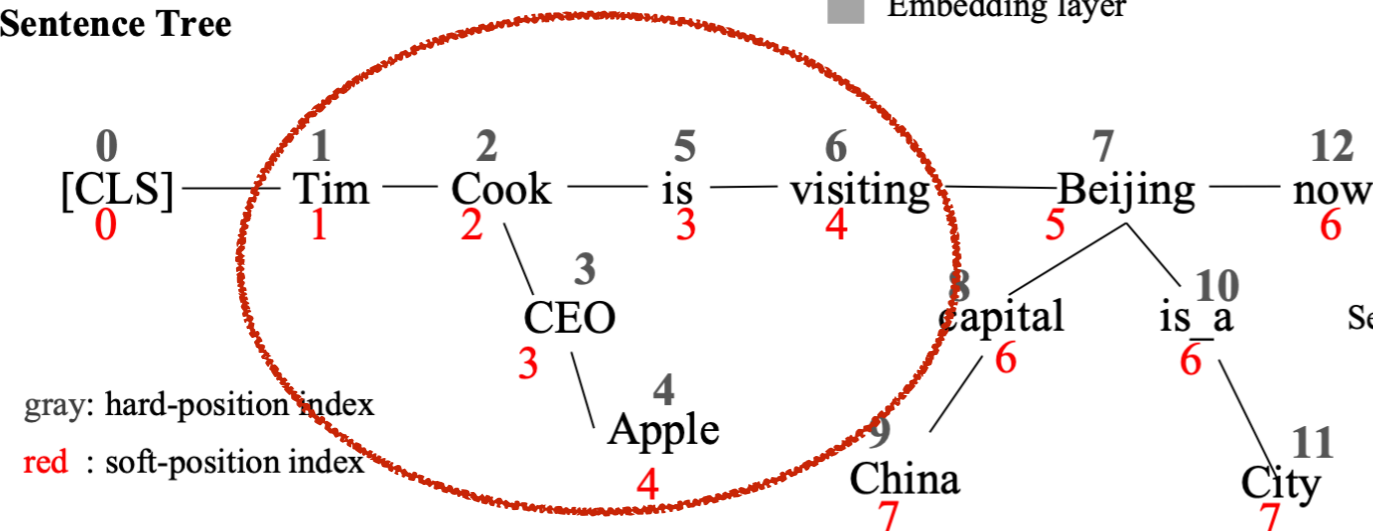 Embedding layer
Sentence Tree
0 1 2 5 6 7 12
[CLS] Tim Cook is visiting Beijing now
0 1 2 3 4 5 6
3 8 10
CEO capital is_a
3 6 6
4 9 11
gray: hard-position index
Apple
red : soft-position index
4
China City
7 7